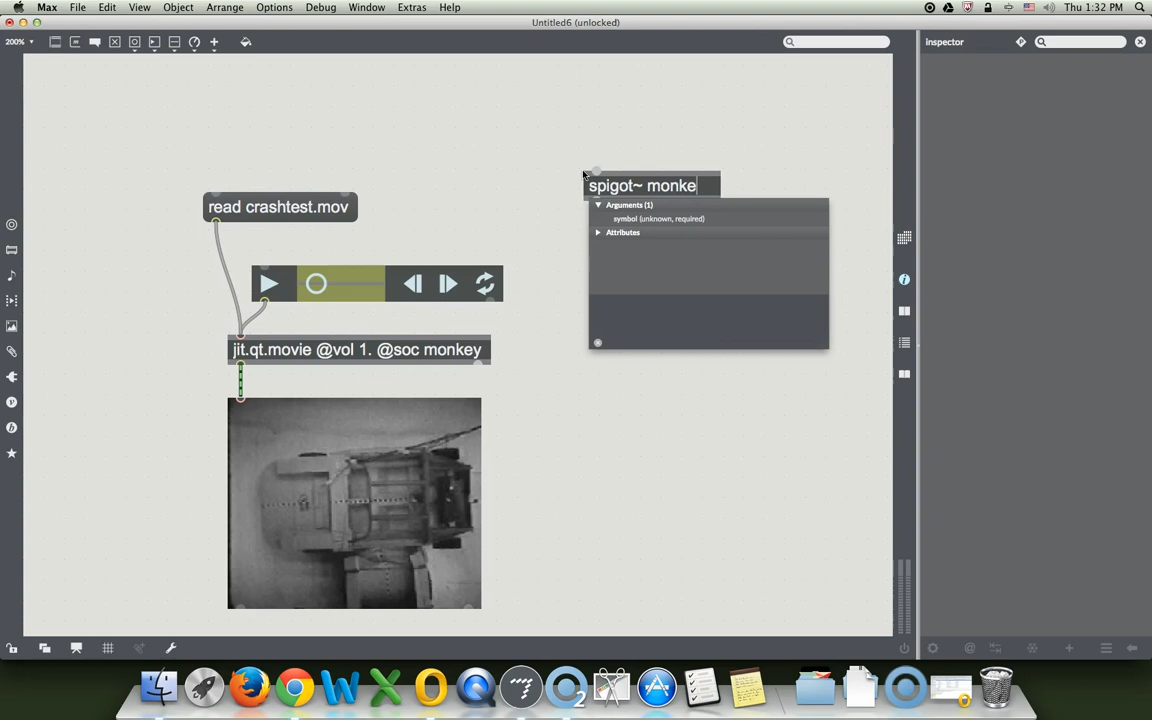 Max File Edit View Object Arrange Options Debug Window Extras Help Thu 1:32 PM
Untitled6 (unlocked)
200%
inspector
spigot~ monke
Arguments (1)
symbol (unknown, required)
Attributes
read crashtest.mov
jit.qt.movie @vol 1. @soc monkey
2